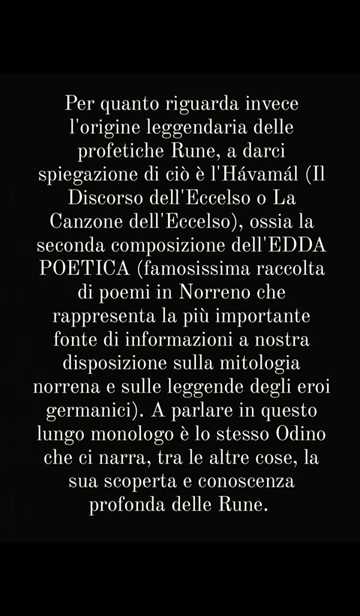 Per quanto riguarda invece
l'origine leggendaria delle
profetiche Rune, a darci
spiegazione di ciò è l'Hávamál (Il
Discorso dell'Eccelso o La
Canzone dell'Eccelso), ossia la
seconda composizione dell'EDDA
POETICA (famosissima raccolta
di poemi in Norreno che
rappresenta la più importante
fonte di informazioni a nostra
disposizione sulla mitologia
norrena e sulle leggende degli eroi
germanici). A parlare in questo
lungo monologo è lo stesso Odino
che ci narra, tra le altre cose, la
sua scoperta e conoscenza
profonda delle Rune.